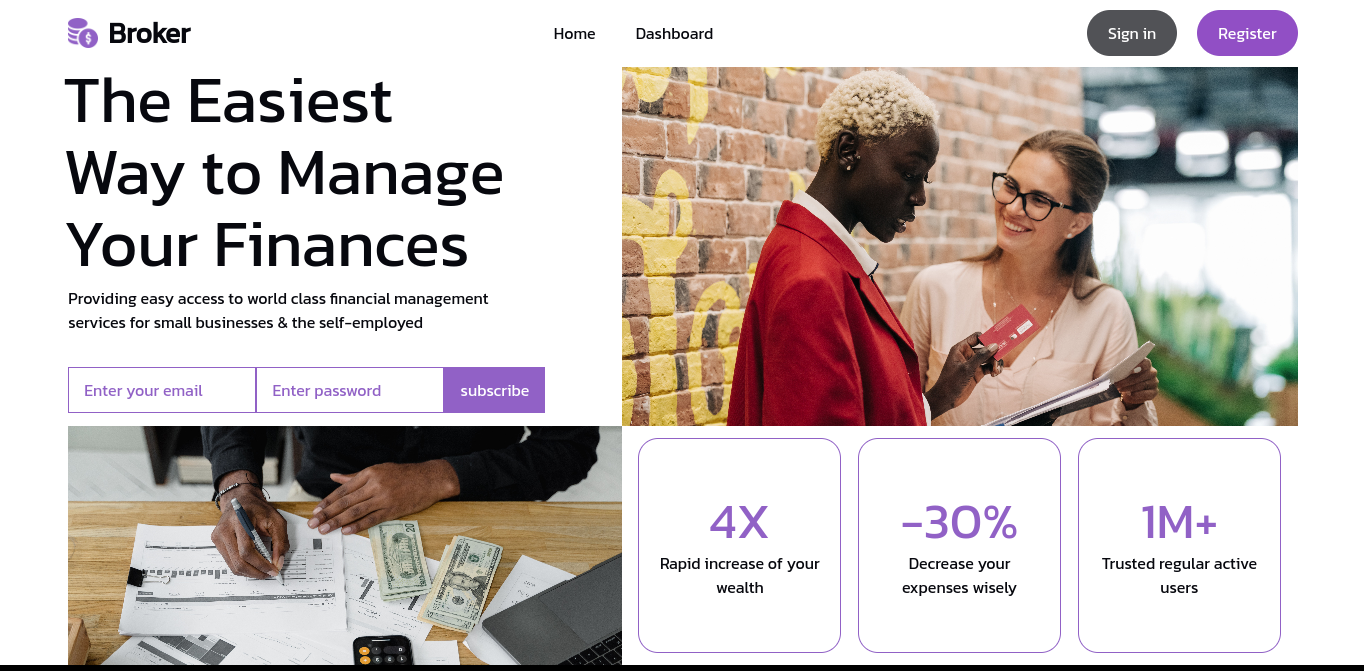 Broker
Home
Dashboard
Sign in
Register
The Easiest
Way to Manage
Your Finances
Providing easy access to world class financial management
services for small businesses & the self-employed
Enter your email
Enter password
subscribe
4X
Rapid increase of your
wealth
-30%
Decrease your
expenses wisely
1M+
Trusted regular active
users